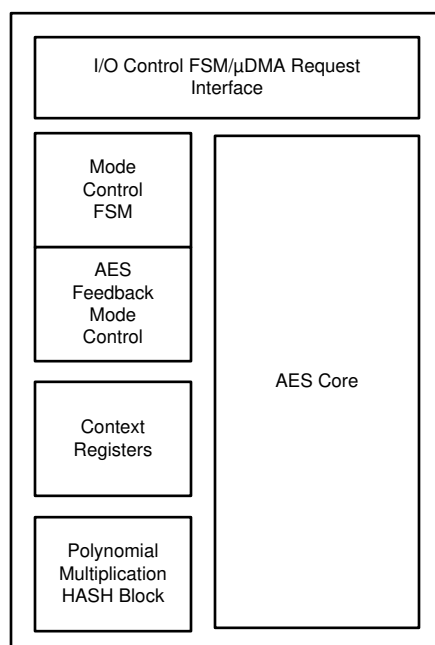 I/O Control FSM/µDMA Request
Interface
Mode
Control
FSM
AES
Feedback
Mode
Control
AES Core
Context
Registers
Polynomial
Multiplication
HASH Block